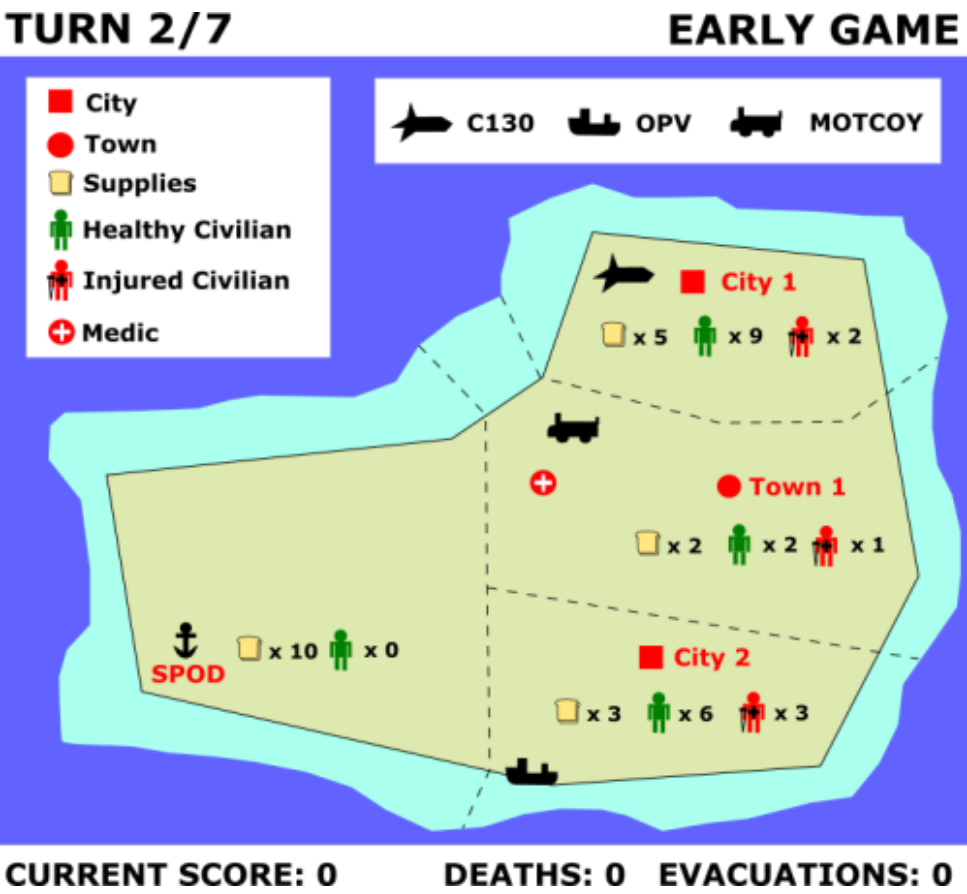 TURN 2/7 EARLY GAME
City
Town
Supplies
Healthy Civilian
Injured Civilian
Medic
C130 OPV MOTCOY
City 1
x 5 x 9 x 2
Town 1
x 2 x 2 x 1
SPOD x 10 x 0
City 2
x 3 x 6 x 3
CURRENT SCORE: 0 DEATHS: 0 EVACUATIONS: 0